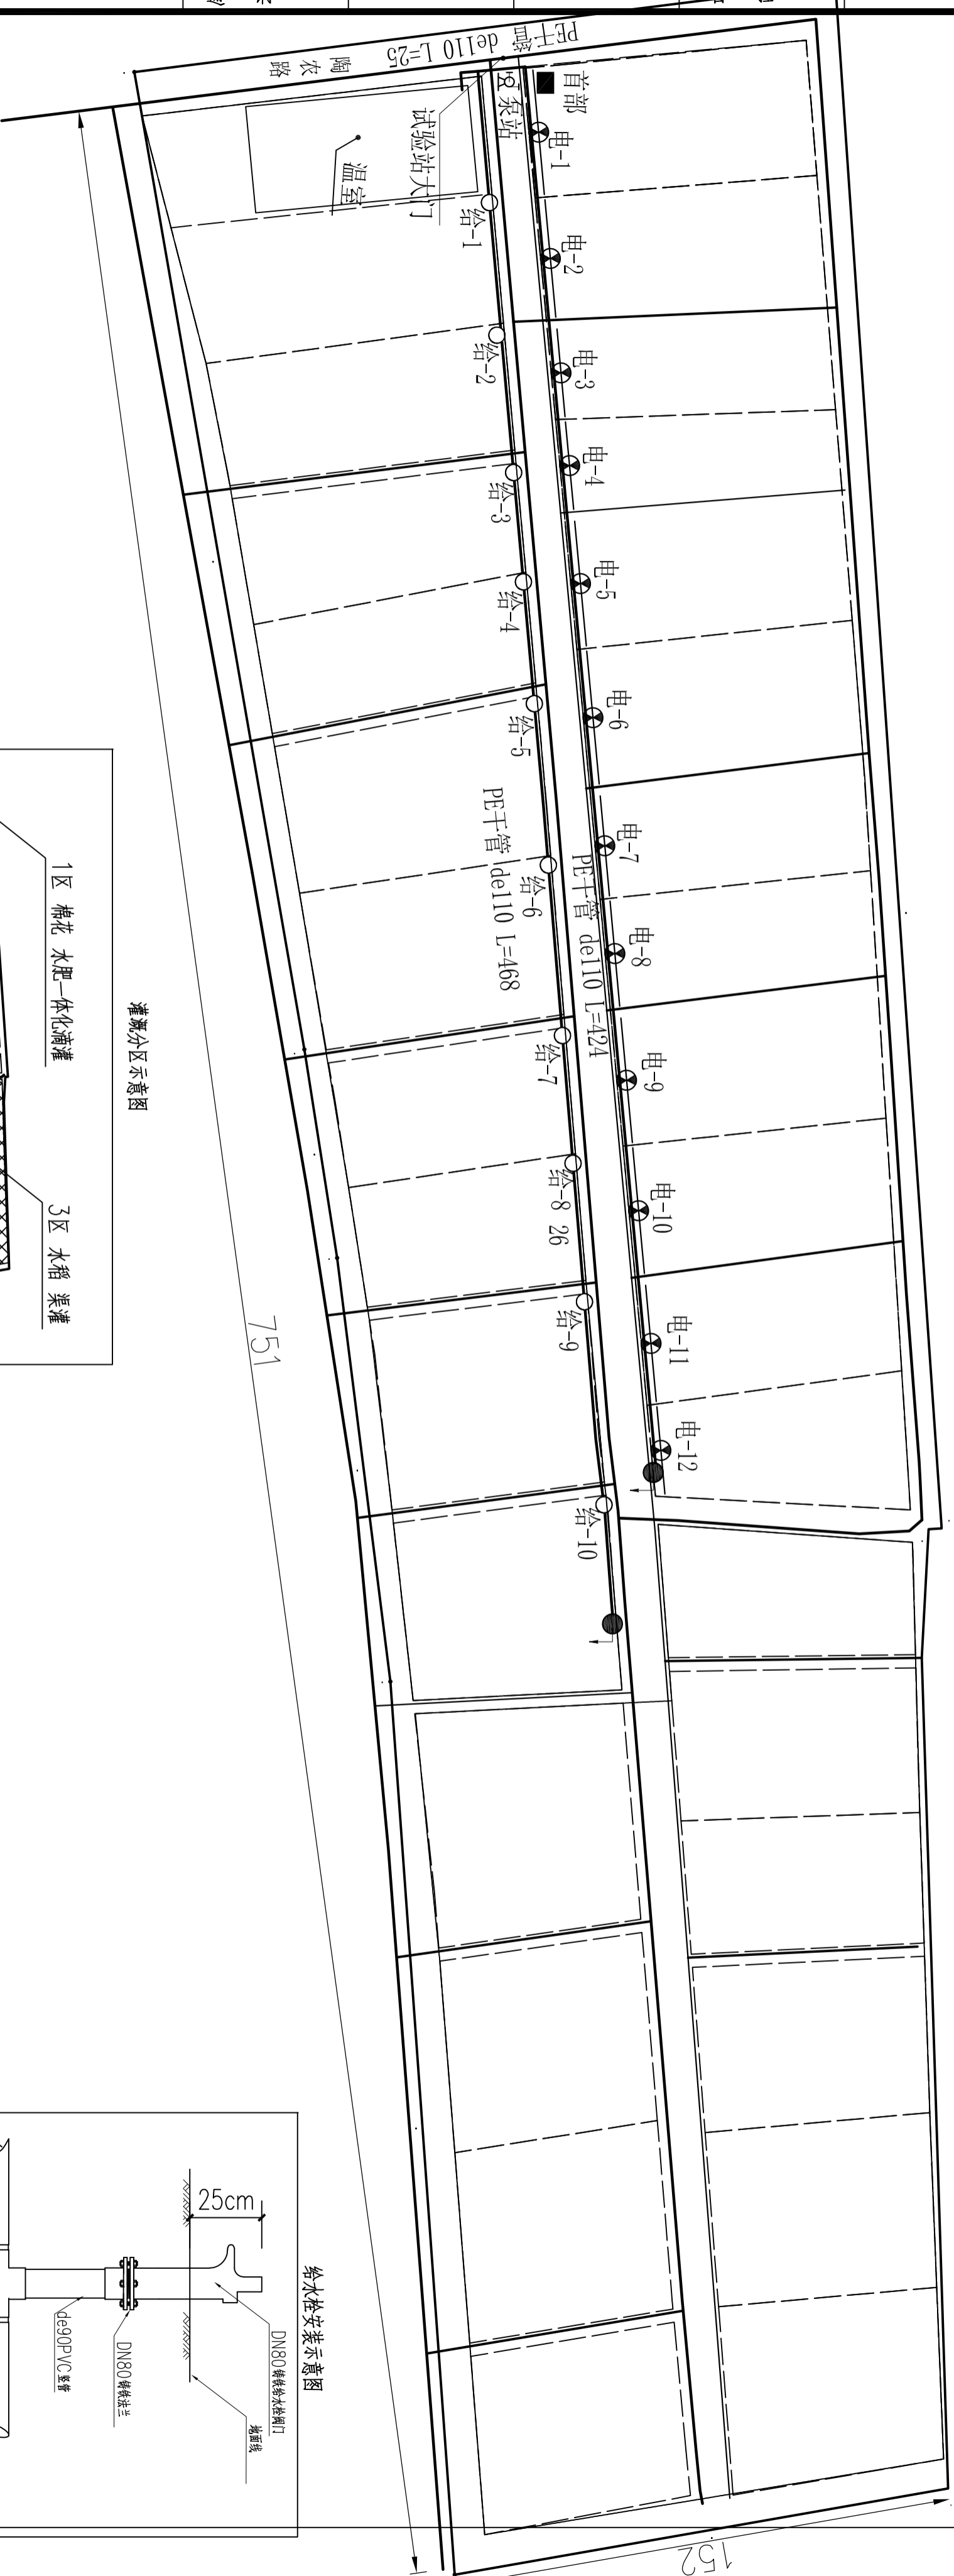 PE干管 de110 L=25
陶农路
首部
泵站
试验站大门
温室
电-1
电-2
电-3
电-4
电-5
电-6
电-7
电-8
电-9
电-10
电-11
电-12
给-1
给-2
给-3
给-4
给-5
给-6
给-7
给-8 26
给-9
给-10
PE干管 de110 L=424
PE干管 de110 L=468
751
152
灌溉分区示意图
1区 棉花 水肥一体化滴灌
3区 水稻 渠灌
给水栓安装示意图
25cm
DN80铸铁给水栓阀门
地面线
DN80铸铁法兰
de90PVC竖管